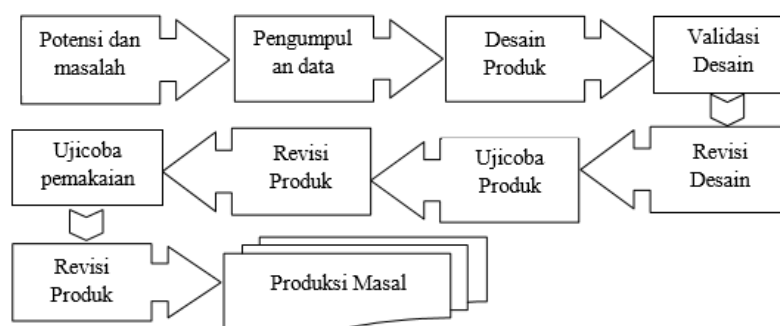 Potensi dan
masalah
Pengumpul
an data
Desain
Produk
Validasi
Desain
Revisi
Desain
Ujicoba
Produk
Revisi
Produk
Ujicoba
pemakaian
Revisi
Produk
Produksi Masal